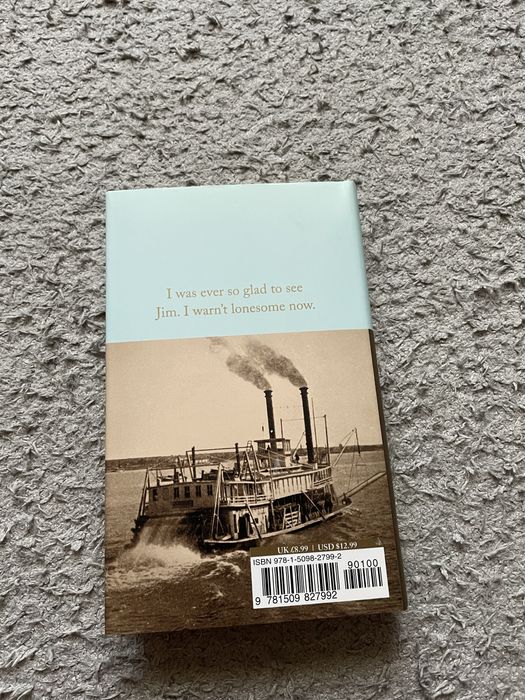 I was ever so glad to see
Jim. I warn't lonesome now.
UK £8.99 | USD $12.99
ISBN 978-1-5098-2799-2
90100
9 781509 827992